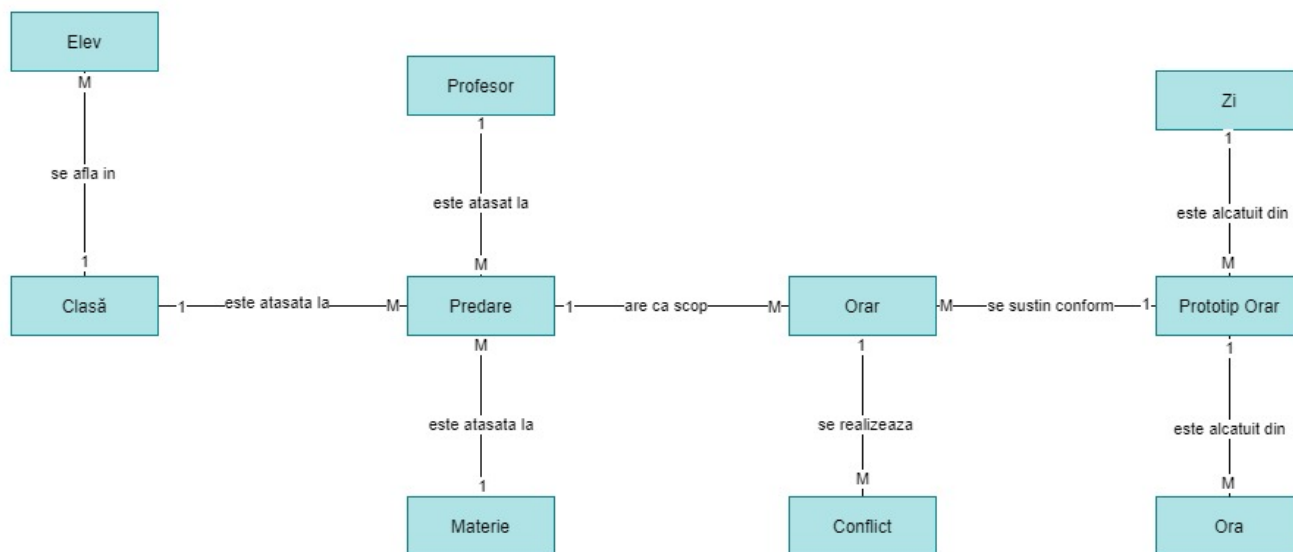 Elev
M
se afla in
1
Clasă
Profesor
1
este atasat la
M
Zi
1
este alcatuit din
M
1
este atasata la
M
Predare
1
are ca scop
M
Orar
M
se sustin conform
1
Prototip Orar
M
este atasata la
1
Materie
1
se realizeaza
M
Conflict
1
este alcatuit din
M
Ora